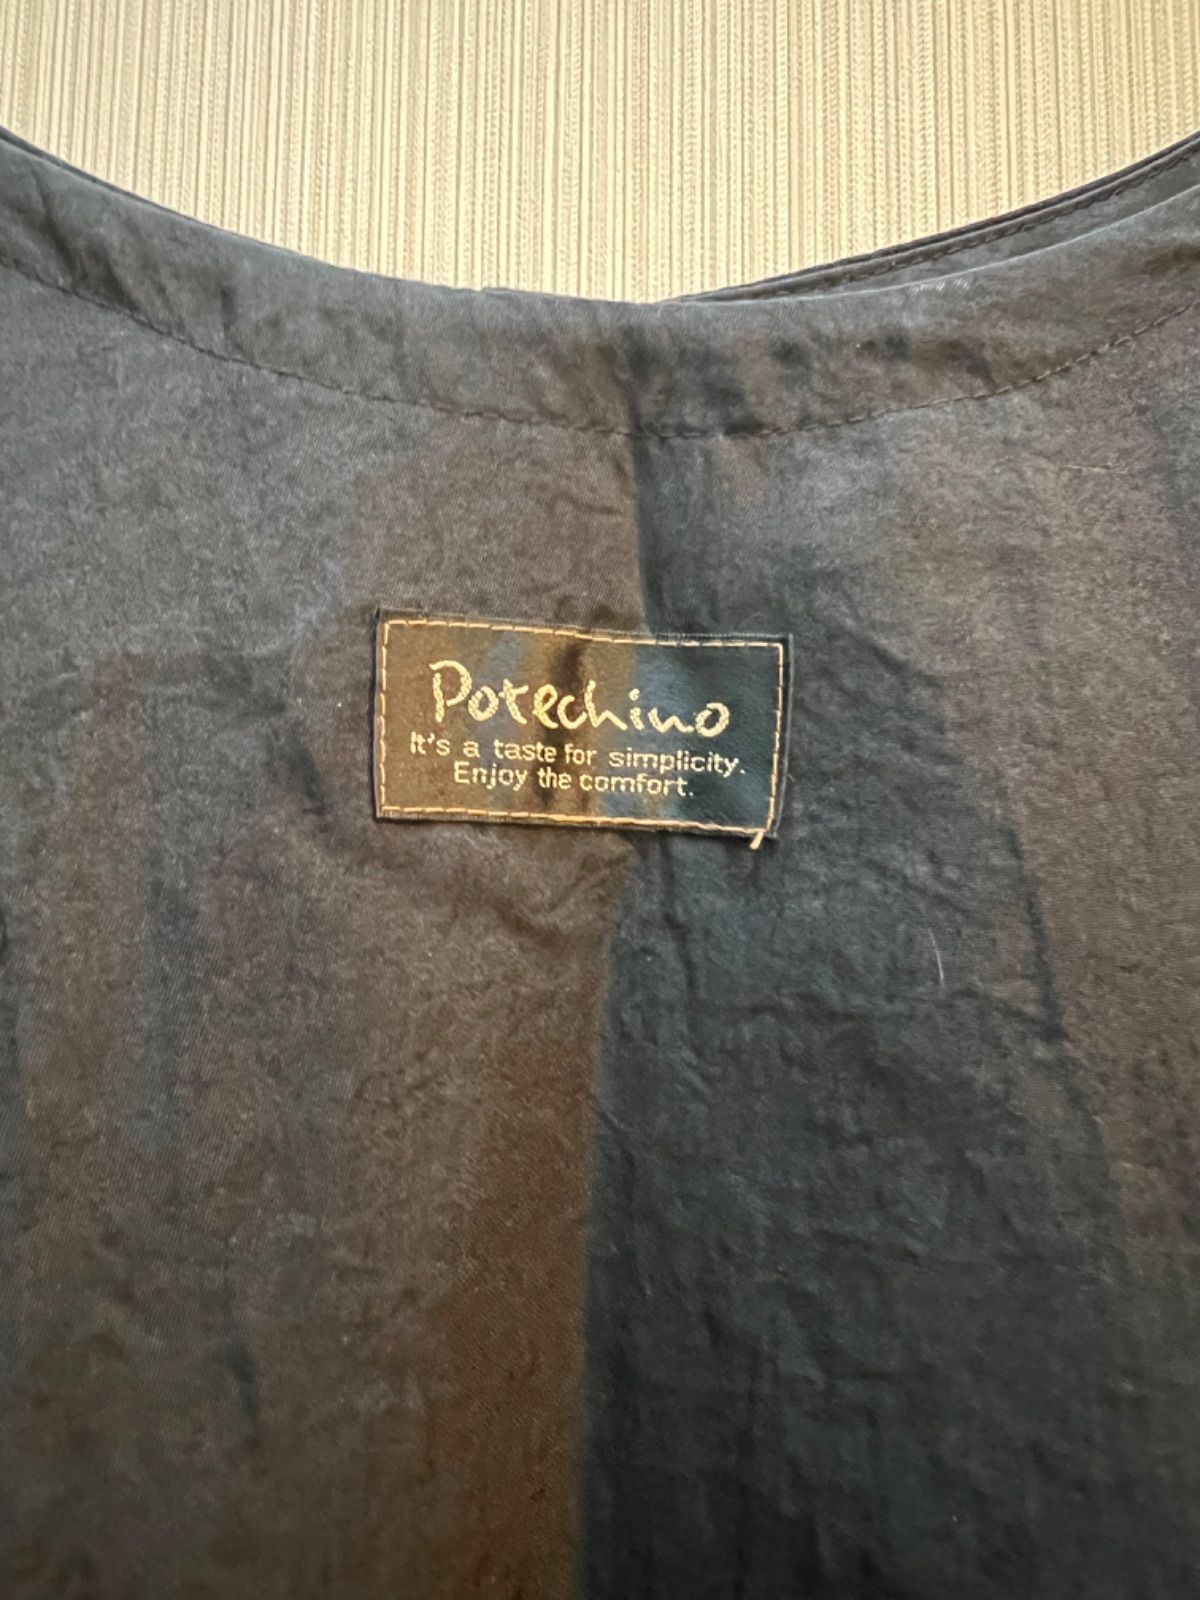 Potechino
It's a taste for simplicity.
Enjoy the comfort.